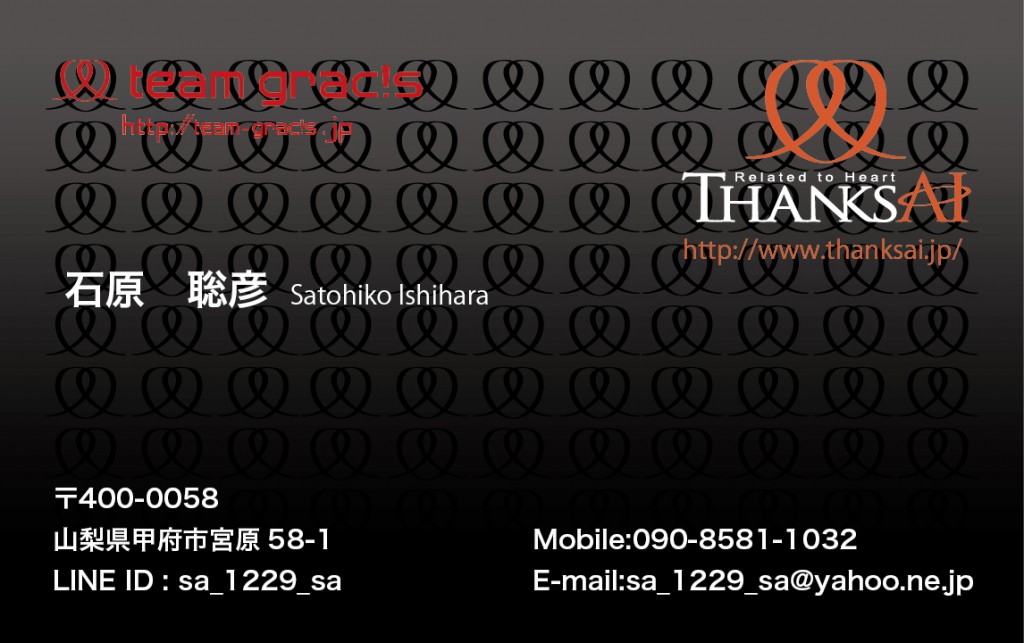 team grac!s
http://team-grac!s.jp
Related to Heart
THANKSAI
http://www.thanksai.jp/
石原　聡彦 Satohiko Ishihara
〒400-0058
山梨県甲府市宮原 58-1
LINE ID : sa_1229_sa
Mobile:090-8581-1032
E-mail:sa_1229_sa@yahoo.ne.jp